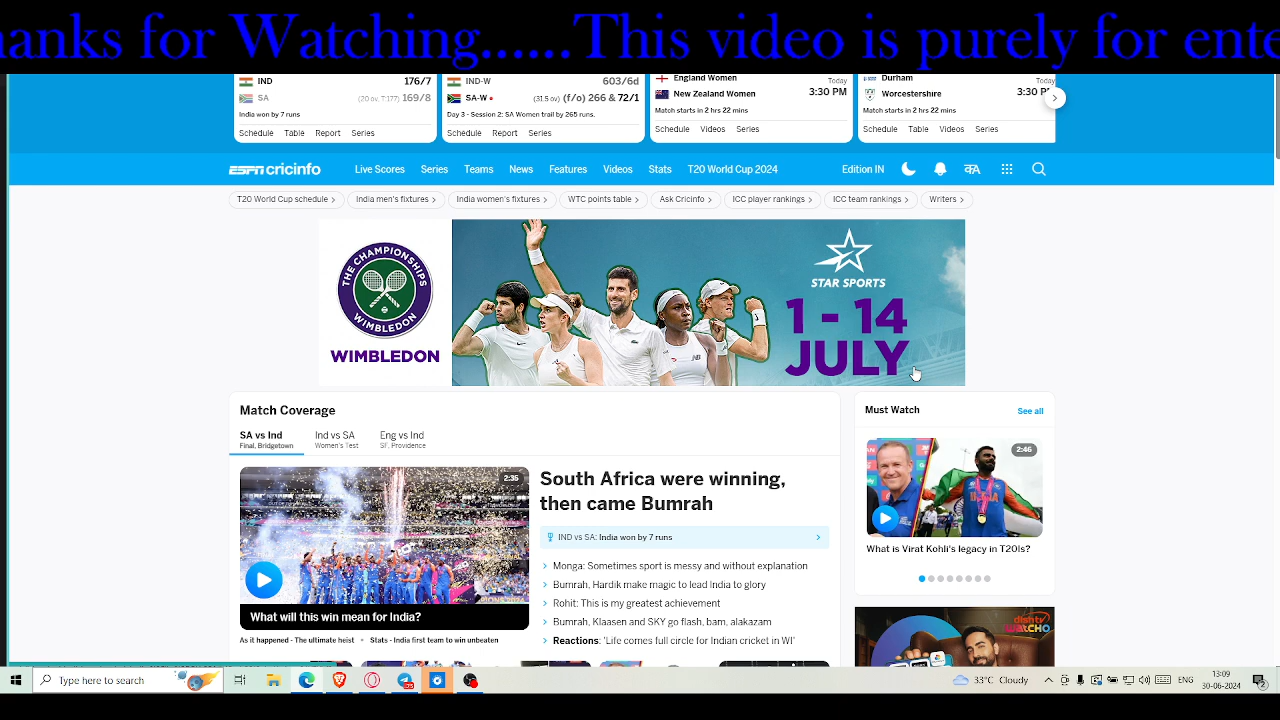 hanks for Watching......This video is purely for ente
IND 176/7
SA (20 ov, T:177) 169/8
India won by 7 runs
Schedule Table Report Series
IND-W 603/6d
SA-W (31.5 ov) (f/o) 266 & 72/1
Day 3 - Session 2: SA Women trail by 265 runs.
Schedule Report Series
England Women Today
New Zealand Women 3:30 PM
Match starts in 2 hrs 22 mins
Schedule Videos Series
Durham Today
Worcestershire 3:30 PM
Match starts in 2 hrs 22 mins
Schedule Table Videos Series
ESPN cricinfo Live Scores Series Teams News Features Videos Stats T20 World Cup 2024 Edition IN
T20 World Cup schedule India men's fixtures India women's fixtures WTC points table Ask Cricinfo ICC player rankings ICC team rankings Writers
THE CHAMPIONSHIPS
WIMBLEDON
WIMBLEDON
STAR SPORTS
1 - 14
JULY
Match Coverage
SA vs Ind Ind vs SA Eng vs Ind
Final, Bridgetown Women's Test SF, Providence
2:35
What will this win mean for India?
As it happened - The ultimate heist • Stats - India first team to win unbeaten
South Africa were winning,
then came Bumrah
IND vs SA: India won by 7 runs
Monga: Sometimes sport is messy and without explanation
Bumrah, Hardik make magic to lead India to glory
Rohit: This is my greatest achievement
Bumrah, Klaasen and SKY go flash, bam, alakazam
Reactions: 'Life comes full circle for Indian cricket in WI'
Must Watch See all
2:46
INDIA
What is Virat Kohli's legacy in T20Is?
dishtv
WATCHO
Type here to search
33°C Cloudy
ENG
13:09
30-06-2024